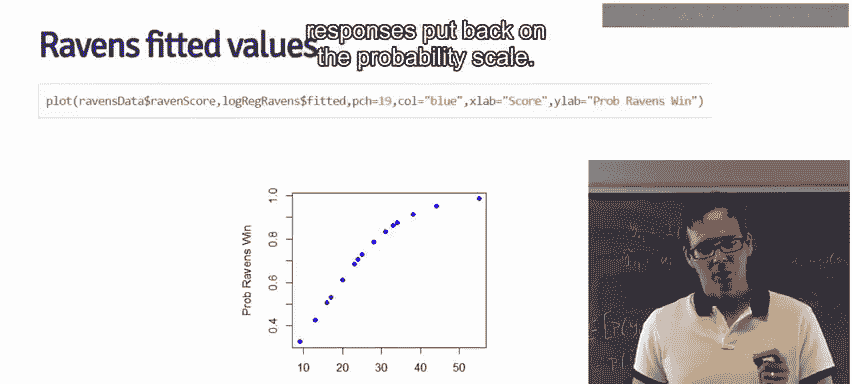 responses put back on
the probability scale.
Ravens fitted values
plot(ravensData$ravenScore,logRegRavens$fitted,pch=19,col="blue",xlab="Score",ylab="Prob Ravens Win")
Prob Ravens Win
1.0
0.8
0.6
0.4
10 20 30 40 50